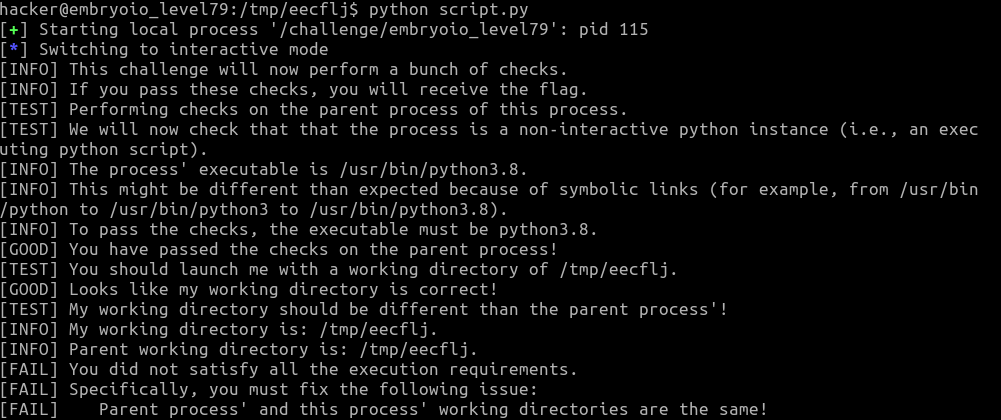 hacker@embryoio_level79:/tmp/eecflj$ python script.py
[+] Starting local process '/challenge/embryoio_level79': pid 115
[*] Switching to interactive mode
[INFO] This challenge will now perform a bunch of checks.
[INFO] If you pass these checks, you will receive the flag.
[TEST] Performing checks on the parent process of this process.
[TEST] We will now check that that the process is a non-interactive python instance (i.e., an exec
uting python script).
[INFO] The process' executable is /usr/bin/python3.8.
[INFO] This might be different than expected because of symbolic links (for example, from /usr/bin
/python to /usr/bin/python3 to /usr/bin/python3.8).
[INFO] To pass the checks, the executable must be python3.8.
[GOOD] You have passed the checks on the parent process!
[TEST] You should launch me with a working directory of /tmp/eecflj.
[GOOD] Looks like my working directory is correct!
[TEST] My working directory should be different than the parent process'!
[INFO] My working directory is: /tmp/eecflj.
[INFO] Parent working directory is: /tmp/eecflj.
[FAIL] You did not satisfy all the execution requirements.
[FAIL] Specifically, you must fix the following issue:
[FAIL]    Parent process' and this process' working directories are the same!